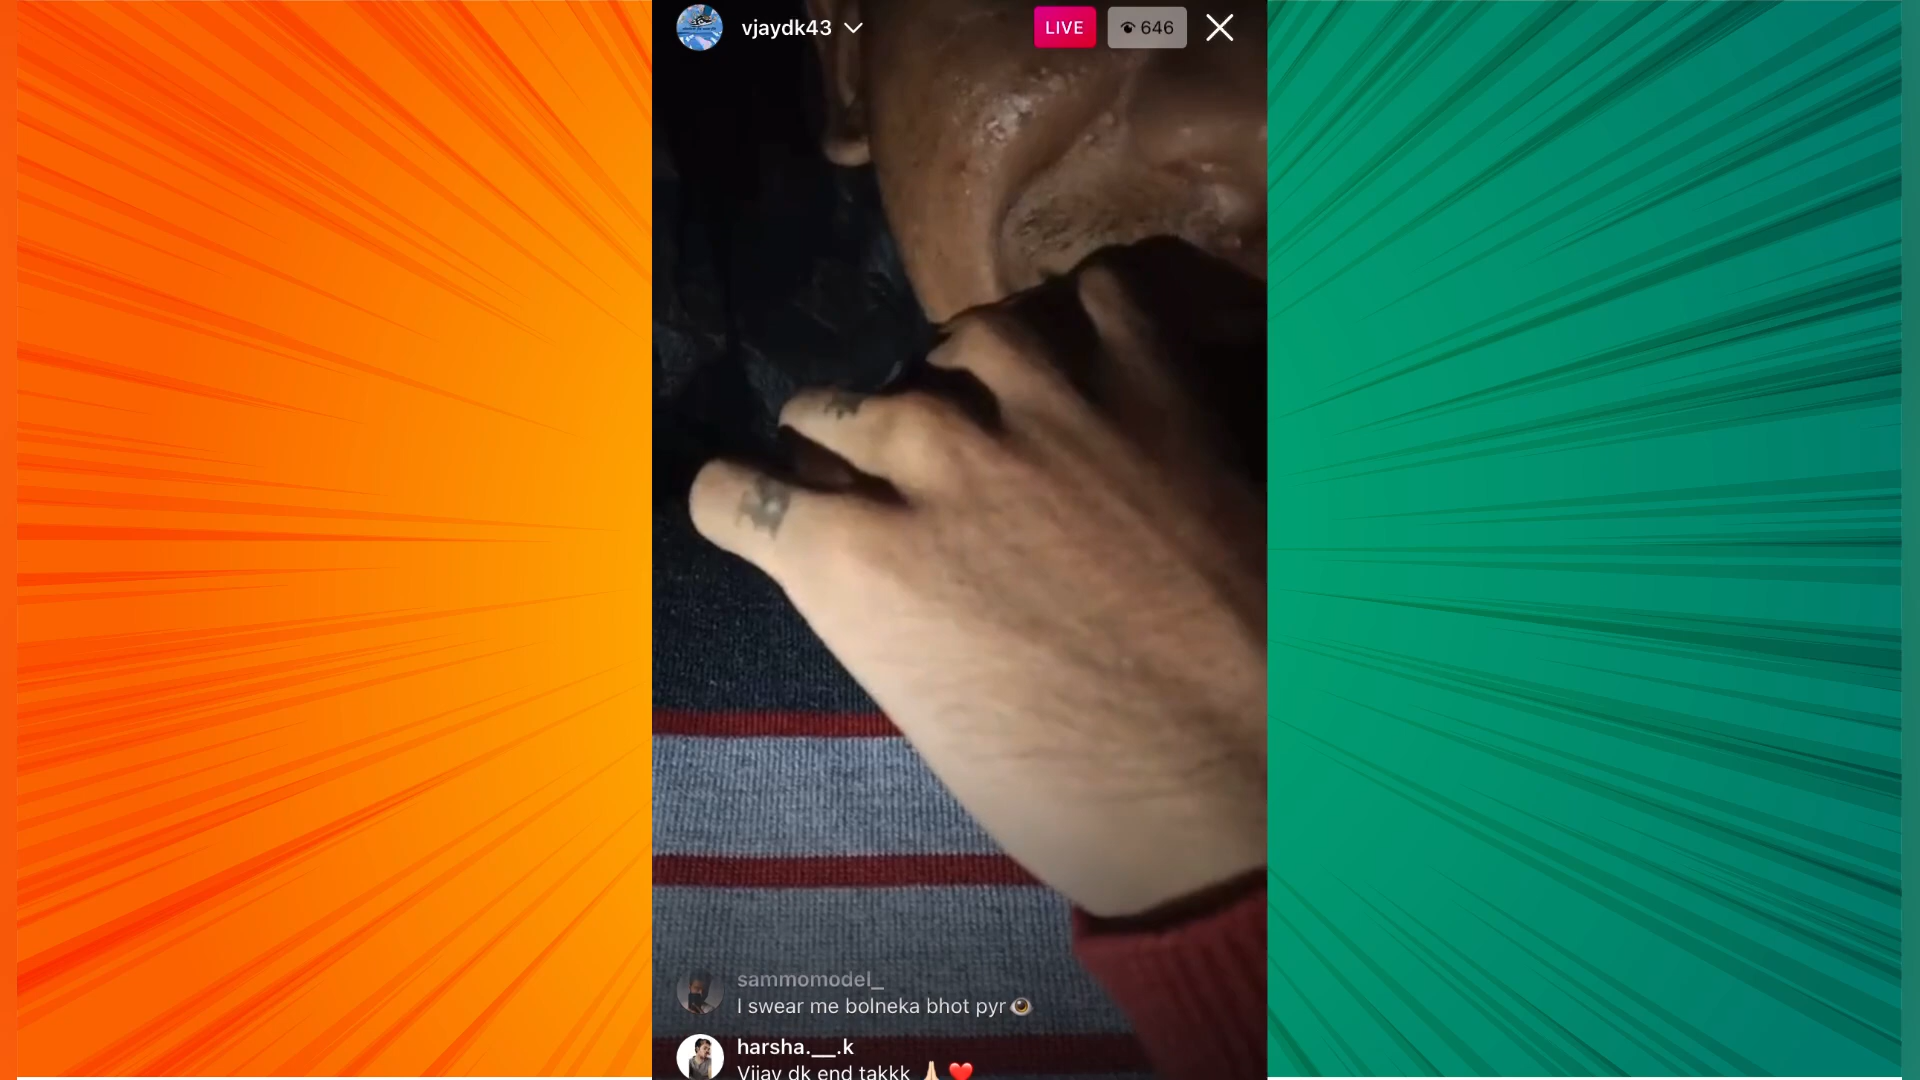 vjaydk43
LIVE
646
sammomodel_
I swear me bolneka bhot pyr👁️
harsha.__.k
Vijay dk end takkk 🙏🏻❤️